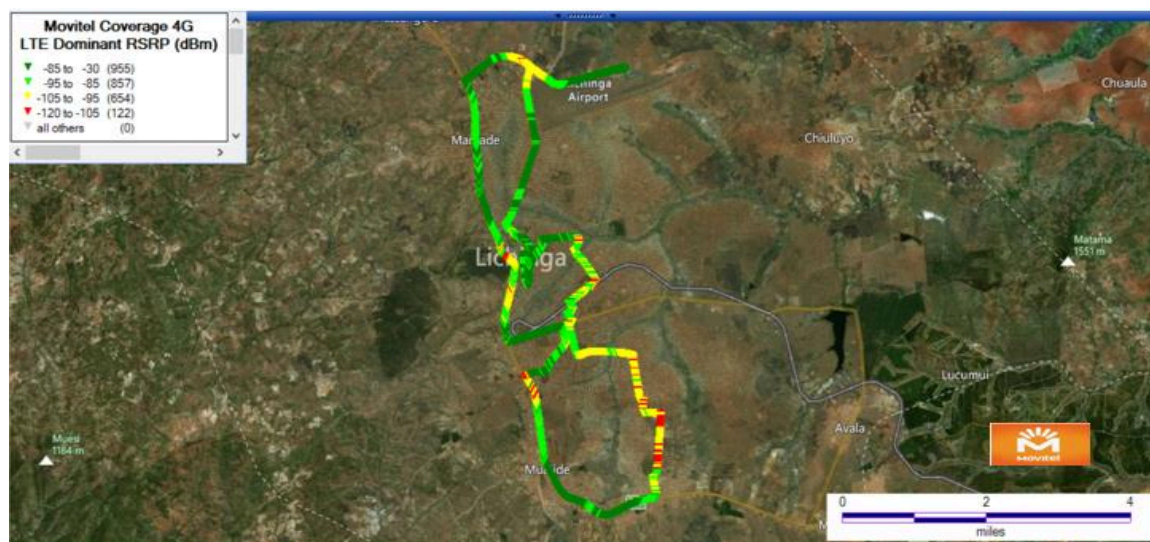 Movitel Coverage 4G
LTE Dominant RSRP (dBm)
-85 to -30 (955)
-95 to -85 (857)
-105 to -95 (654)
-120 to -105 (122)
all others (0)
Airport
Chuaula
Chiuluyo
Matama
1551 m
Lucumui
Avala
Muesi
1184 m
Movitel
0 2 4
miles